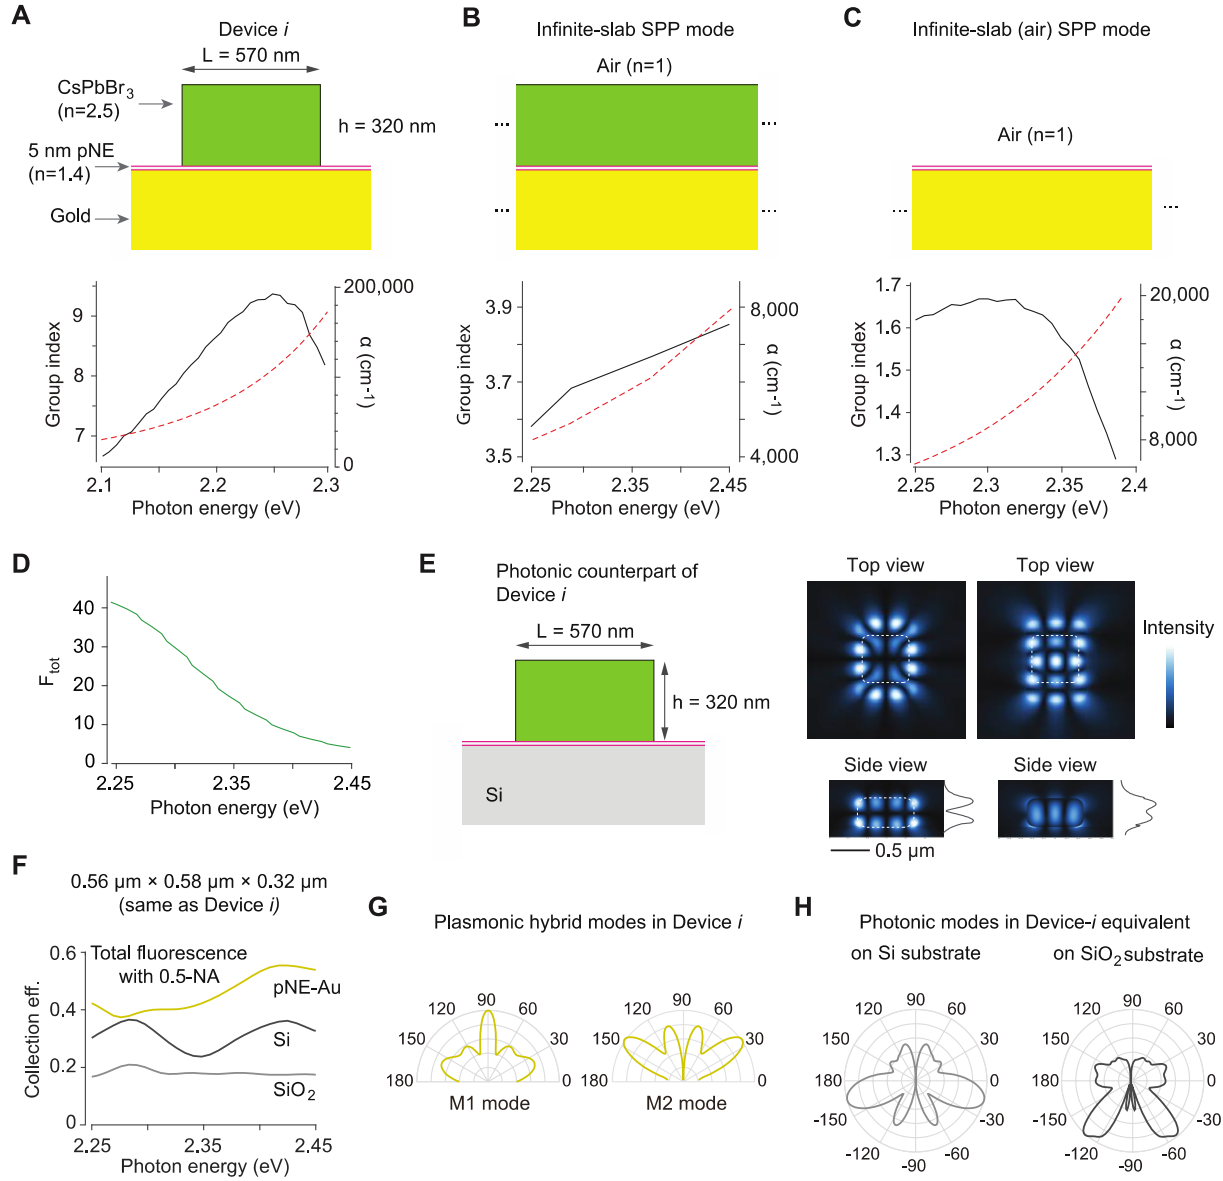 A
Device i
L = 570 nm
CsPbBr3
(n=2.5)
h = 320 nm
5 nm pNE
(n=1.4)
Gold
Group index
9
8
7
200,000
α (cm-1)
0
2.1
2.2
2.3
Photon energy (eV)
B
Infinite-slab SPP mode
Air (n=1)
Group index
3.9
3.7
3.5
8,000
α (cm-1)
4,000
2.25
2.35
2.45
Photon energy (eV)
C
Infinite-slab (air) SPP mode
Air (n=1)
Group index
1.7
1.6
1.5
1.4
1.3
20,000
α (cm-1)
8,000
2.25
2.3
2.35
2.4
Photon energy (eV)
D
Ftot
40
30
20
10
0
2.25
2.35
2.45
Photon energy (eV)
E
Photonic counterpart of
Device i
L = 570 nm
h = 320 nm
Si
Top view
Top view
Intensity
Side view
Side view
0.5 µm
F
0.56 µm × 0.58 µm × 0.32 µm
(same as Device i)
Collection eff.
0.6
0.4
0.2
0
Total fluorescence
with 0.5-NA
pNE-Au
Si
SiO2
2.25
2.35
2.45
Photon energy (eV)
G
Plasmonic hybrid modes in Device i
90
120
60
150
30
180
0
M1 mode
90
120
60
150
30
180
0
M2 mode
H
Photonic modes in Device-i equivalent
on Si substrate
-90
-120
-60
150
30
180
0
-150
-30
-120
-60
-90
on SiO2 substrate
90
120
60
150
30
180
0
-150
-30
-120
-60
-90